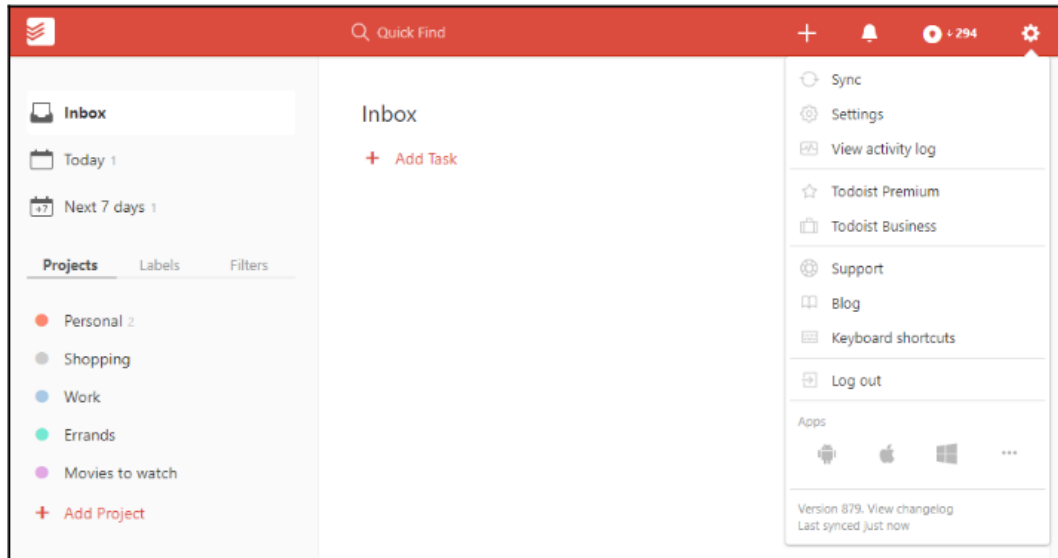 Quick Find
294
Inbox
Today 1
+7 Next 7 days 1
Projects Labels Filters
Personal 2
Shopping
Work
Errands
Movies to watch
+ Add Project
Inbox
+ Add Task
Sync
Settings
View activity log
Todoist Premium
Todoist Business
Support
Blog
Keyboard shortcuts
Log out
Apps
Version 879. View changelog
Last synced just now